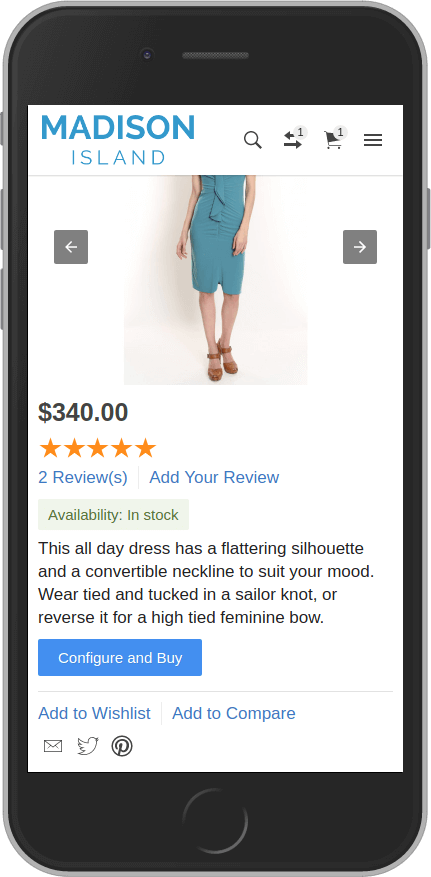 MADISON
ISLAND
1
1
$340.00
2 Review(s)
Add Your Review
Availability: In stock
This all day dress has a flattering silhouette
and a convertible neckline to suit your mood.
Wear tied and tucked in a sailor knot, or
reverse it for a high tied feminine bow.
Configure and Buy
Add to Wishlist
Add to Compare